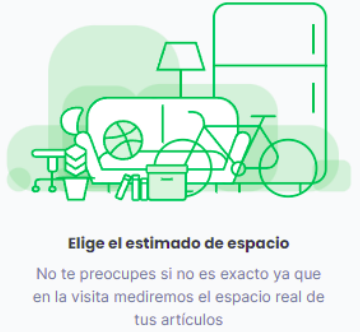 Elige el estimado de espacio
No te preocupes si no es exacto ya que
en la visita mediremos el espacio real de
tus artículos